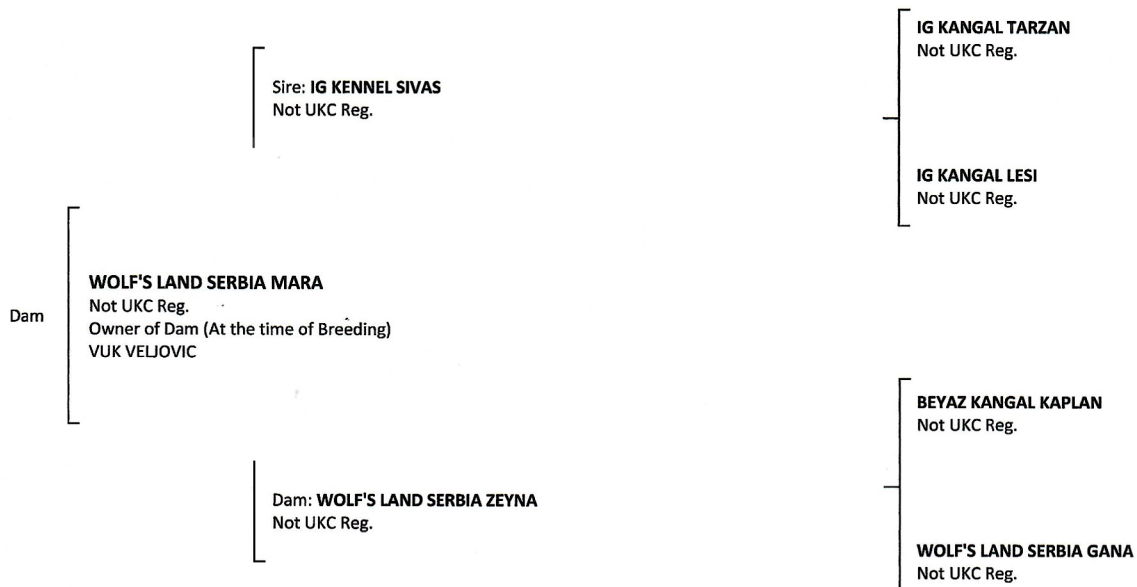 IG KANGAL TARZAN
Not UKC Reg.
Sire: IG KENNEL SIVAS
Not UKC Reg.
IG KANGAL LESI
Not UKC Reg.
WOLF'S LAND SERBIA MARA
Not UKC Reg.
Dam
Owner of Dam (At the time of Breeding)
VUK VELJOVIC
BEYAZ KANGAL KAPLAN
Not UKC Reg.
Dam: WOLF'S LAND SERBIA ZEYNA
Not UKC Reg.
WOLF'S LAND SERBIA GANA
Not UKC Reg.